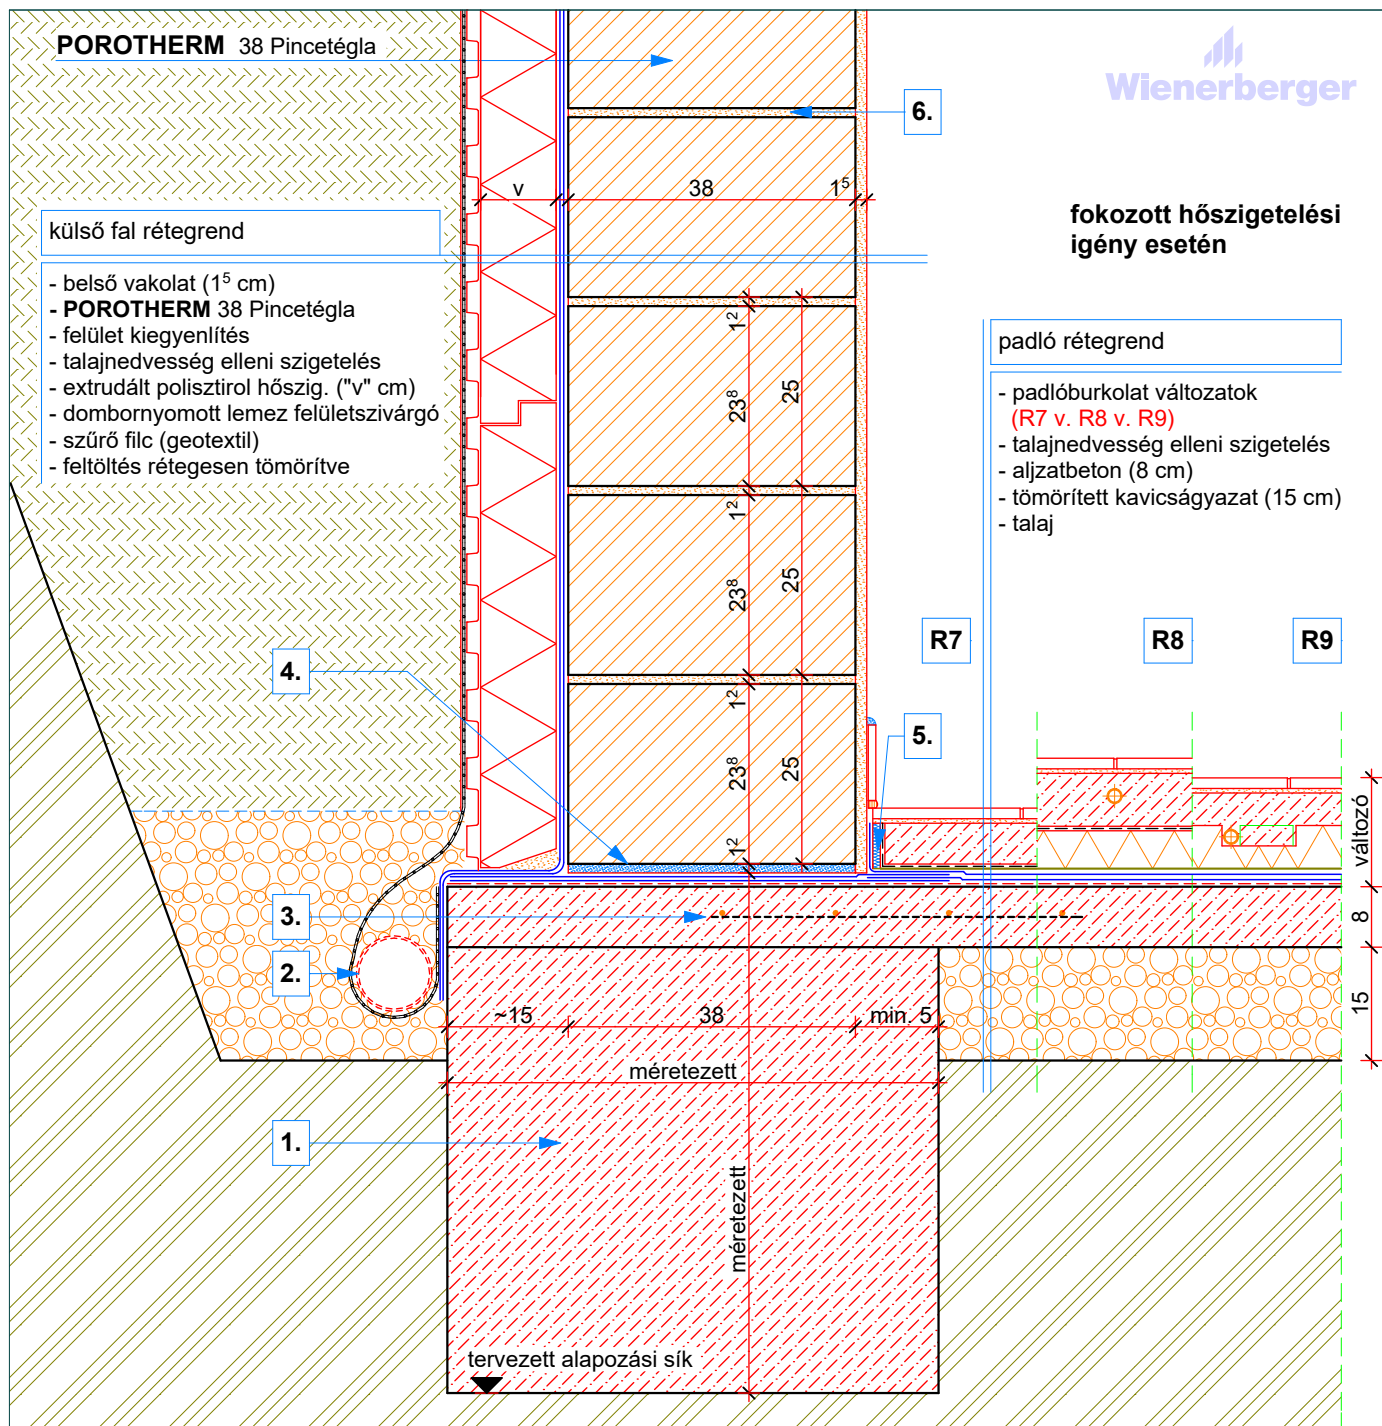 POROTHERM 38 Pincetégla
Wienerberger
6.
v
38
1⁵
külső fal rétegrend
- belső vakolat (1⁵ cm)
- POROTHERM 38 Pincetégla
- felület kiegyenlítés
- talajnedvesség elleni szigetelés
- extrudált polisztirol hőszig. ("v" cm)
- dombornyomott lemez felületszivárgó
- szűrő filc (geotextil)
- feltöltés rétegesen tömörítve
fokozott hőszigetelési
igény esetén
padló rétegrend
- padlóburkolat változatok
(R7 v. R8 v. R9)
- talajnedvesség elleni szigetelés
- aljzatbeton (8 cm)
- tömörített kavicságyazat (15 cm)
- talaj
1²
23⁸
25
1²
23⁸
25
1²
23⁸
25
1²
R7
R8
R9
4.
5.
változó
3.
8
2.
15
~15
38
min. 5
méretezett
1.
méretezett
tervezett alapozási sík